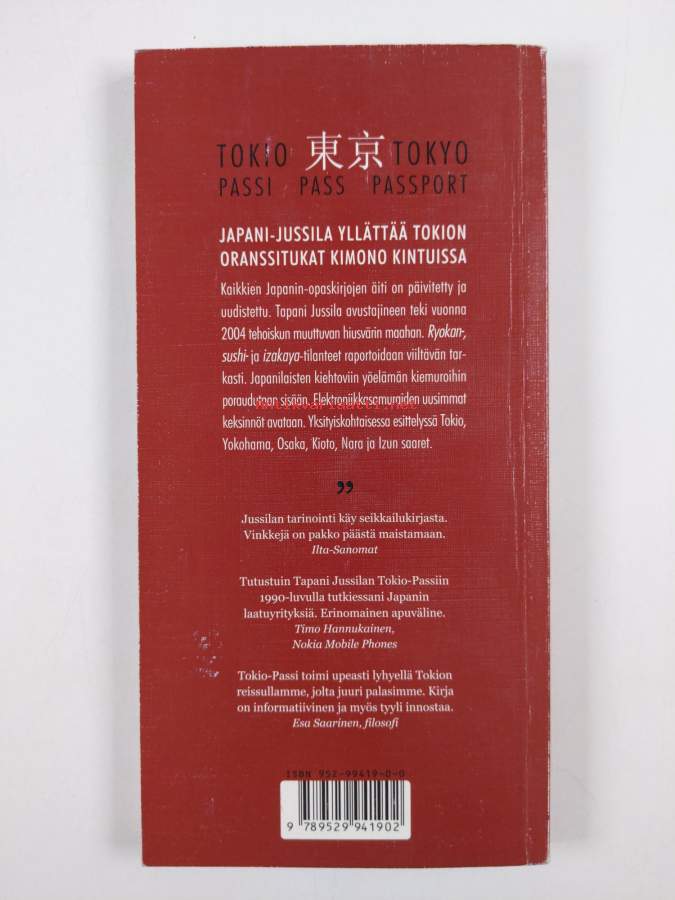 TOKIO 東京 TOKYO
PASSI PASS PASSPORT
JAPANI-JUSSILA YLLÄTTÄÄ TOKION
ORANSSITUKAT KIMONO KINTUISSA
Kaikkien Japanin-opaskirjojen äiti on päivitetty ja
uudistettu. Tapani Jussila avustajineen teki vuonna
2004 tehoiskun muuttuvan hiusvärin maahan. Ryokan-,
sushi- ja izakaya-tilanteet raportoidaan viiltävän tar-
kasti. Japanilaisten kiehtoviin yöelämän kiemuroihin
poraudutaan sisään. Elektroniikkasamuraiden uusimmat
keksinnöt avataan. Yksityiskohtaisessa esittelyssä Tokio,
Yokohama, Osaka, Kioto, Nara ja Izun saaret.
antikvariaatti.net
”
Jussilan tarinointi käy seikkailukirjasta.
Vinkkejä on pakko päästä maistamaan.
Ilta-Sanomat
Tutustuin Tapani Jussilan Tokio-Passiin
1990-luvulla tutkiessani Japanin
laatuyrityksiä. Erinomainen apuväline.
Timo Hannukainen,
Nokia Mobile Phones
Tokio-Passi toimi upeasti lyhyellä Tokion
reissullamme, jolta juuri palasimme. Kirja
on informatiivinen ja myös tyyli innostaa.
Esa Saarinen, filosofi
ISBN 952-99419-0-0
9 789529 941902